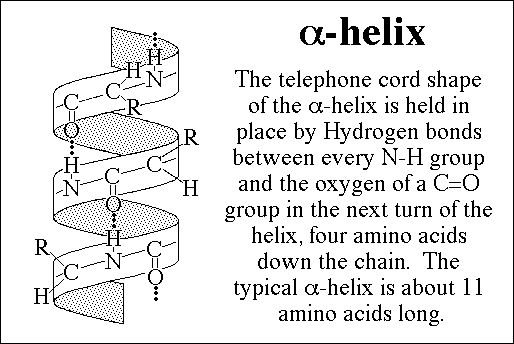 α-helix
The telephone cord shape
of the α-helix is held in
place by Hydrogen bonds
between every N-H group
and the oxygen of a C=O
group in the next turn of the
helix, four amino acids
down the chain.  The
typical α-helix is about 11
amino acids long.
H
H
N
C
C
R
O
H
N
R
C
C
H
O
H
R
N
C
C
H
O